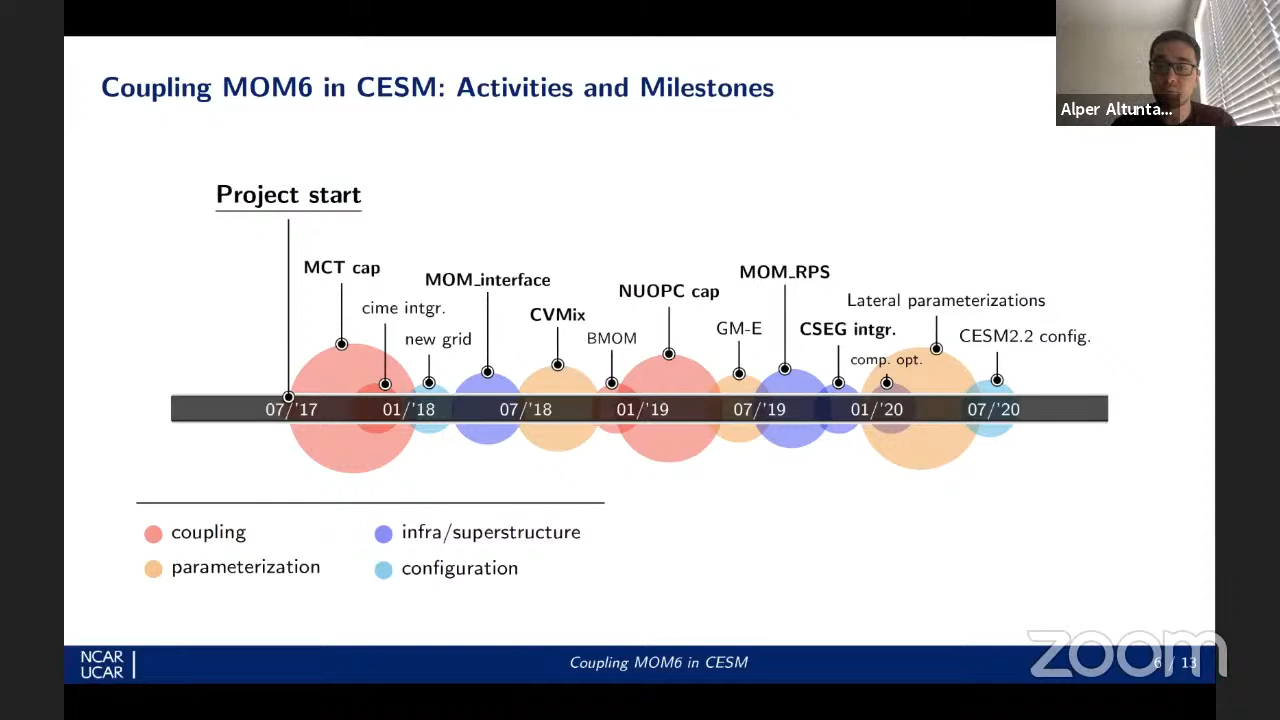 Coupling MOM6 in CESM: Activities and Milestones
Alper Altunta...
Project start
MCT cap
cime intgr.
new grid
MOM_interface
CVMix
BMOM
NUOPC cap
GM-E
MOM_RPS
CSEG intgr.
comp. opt.
Lateral parameterizations
CESM2.2 config.
07/'17 01/'18 07/'18 01/'19 07/'19 01/'20 07/'20
coupling
infra/superstructure
parameterization
configuration
NCAR
UCAR
Coupling MOM6 in CESM
6 / 13
zoom